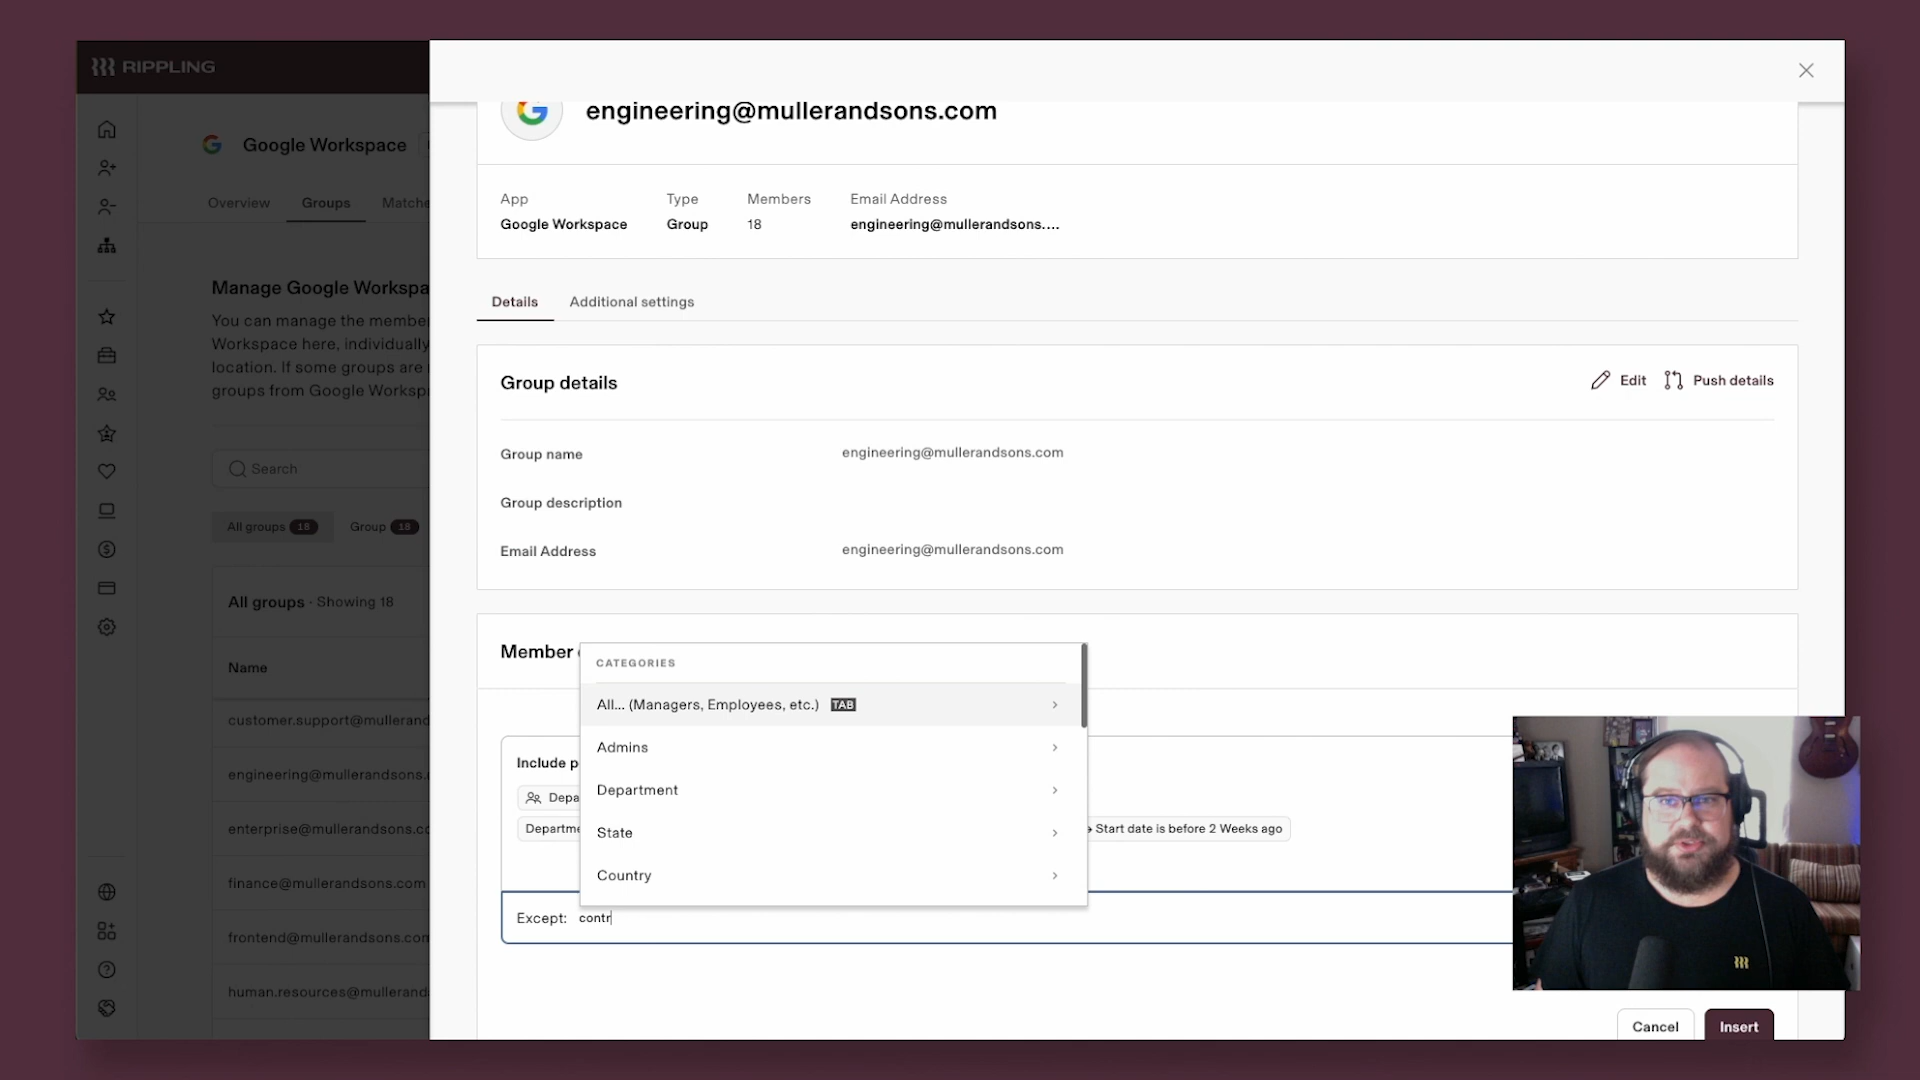 RIPPLING
engineering@mullerandsons.com
Google Workspace
App
Type
Members
Email Address
Google Workspace
Group
18
engineering@mullerandsons....
Overview
Groups
Matche
Details
Additional settings
Manage Google Workspa
You can manage the member
Workspace here, individually
location. If some groups are
groups from Google Workspa
Group details
Edit
Push details
Group name
engineering@mullerandsons.com
Search
Group description
All groups 18
Group 18
Email Address
engineering@mullerandsons.com
All groups · Showing 18
Name
customer.support@mullerand
engineering@mullerandsons.
enterprise@mullerandsons.co
finance@mullerandsons.com
frontend@mullerandsons.com
human.resources@mullerand
Member
CATEGORIES
All... (Managers, Employees, etc.) TAB
Admins
Department
State
Country
Include p
Depa
Departme
Start date is before 2 Weeks ago
Except: contr
Cancel
Insert